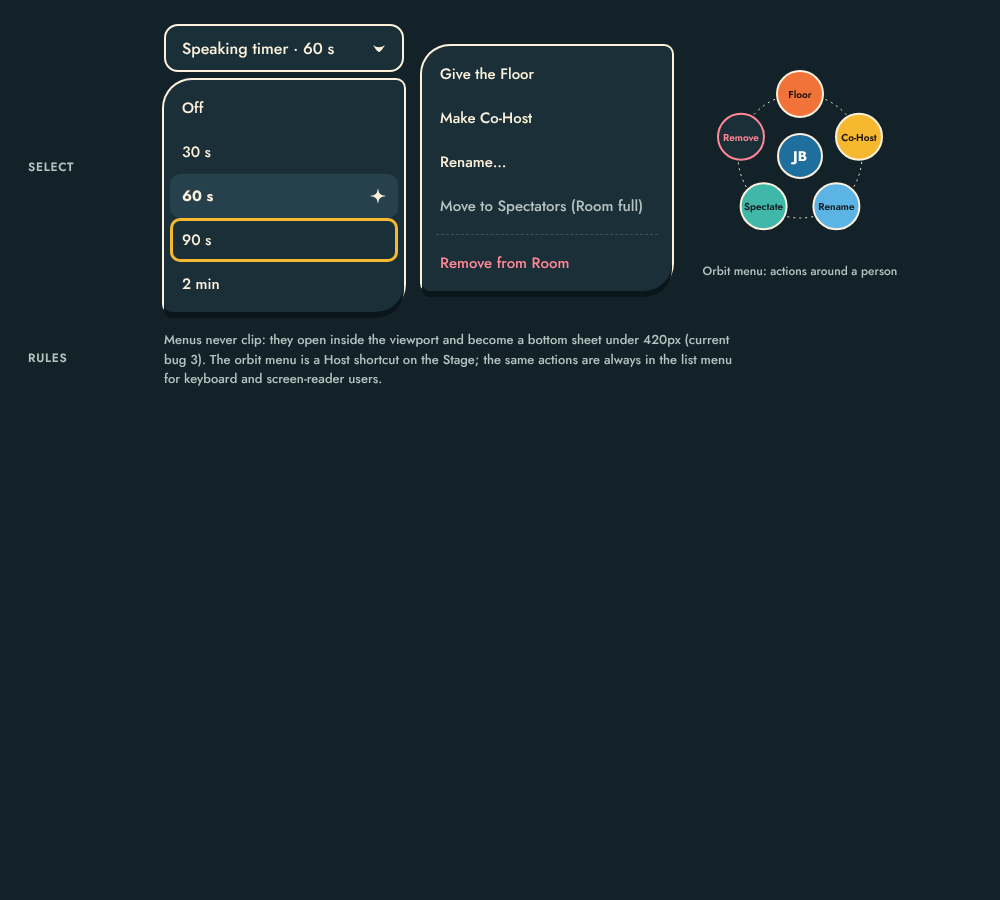 SELECT
Speaking timer · 60 s
Off
30 s
60 s
90 s
2 min
Give the Floor
Make Co-Host
Rename…
Move to Spectators (Room full)
Remove from Room
Floor
Remove
Co-Host
JB
Spectate
Rename
Orbit menu: actions around a person
RULES
Menus never clip: they open inside the viewport and become a bottom sheet under 420px (current
bug 3). The orbit menu is a Host shortcut on the Stage; the same actions are always in the list menu
for keyboard and screen-reader users.